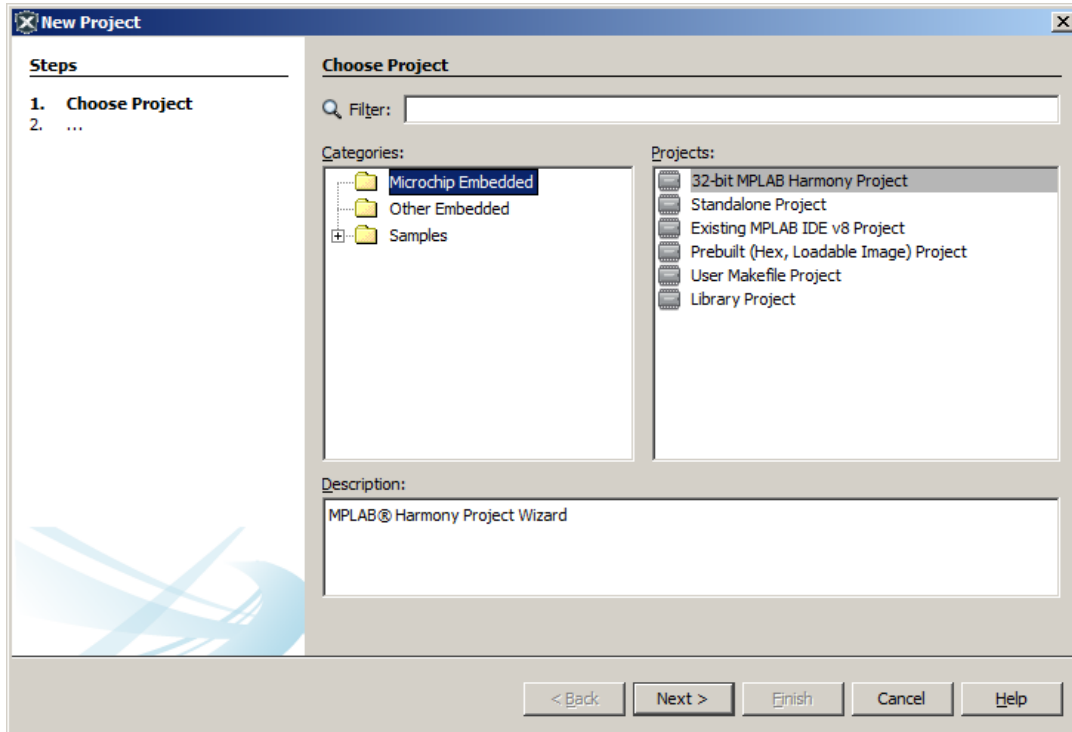 New Project
Steps
1. Choose Project
2. ...
Choose Project
Filter:
Categories:
Microchip Embedded
Other Embedded
Samples
Projects:
32-bit MPLAB Harmony Project
Standalone Project
Existing MPLAB IDE v8 Project
Prebuilt (Hex, Loadable Image) Project
User Makefile Project
Library Project
Description:
MPLAB® Harmony Project Wizard
< Back Next > Finish Cancel Help